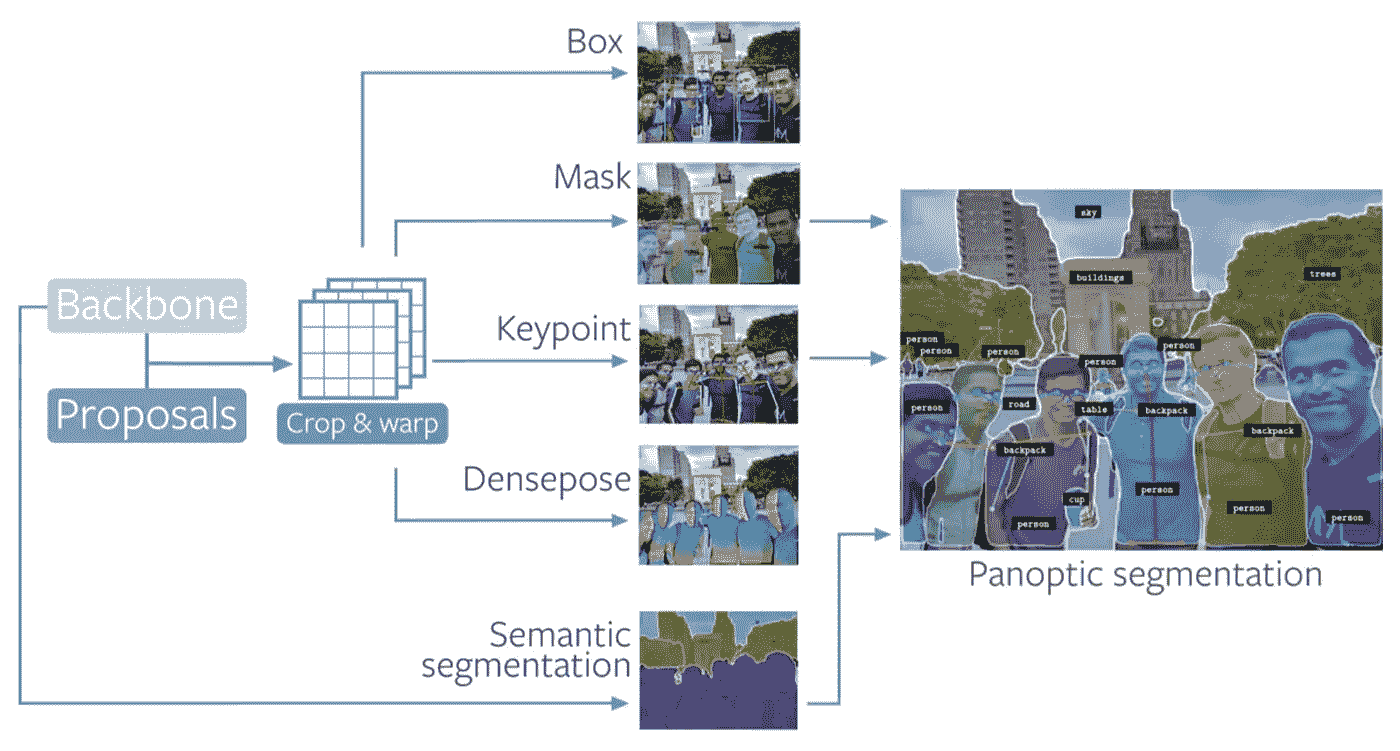 Box
Mask
Keypoint
Densepose
Semantic
segmentation
Backbone
Proposals
Crop & warp
sky
buildings
trees
person
person
person
person
person
person
road
table
backpack
backpack
backpack
cup
person
person
person
person
Panoptic segmentation